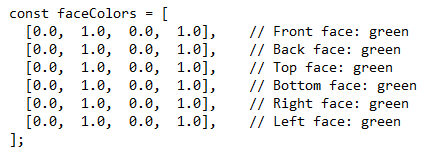 const faceColors = [
  [0.0,  1.0,  0.0,  1.0],    // Front face: green
  [0.0,  1.0,  0.0,  1.0],    // Back face: green
  [0.0,  1.0,  0.0,  1.0],    // Top face: green
  [0.0,  1.0,  0.0,  1.0],    // Bottom face: green
  [0.0,  1.0,  0.0,  1.0],    // Right face: green
  [0.0,  1.0,  0.0,  1.0],    // Left face: green
];